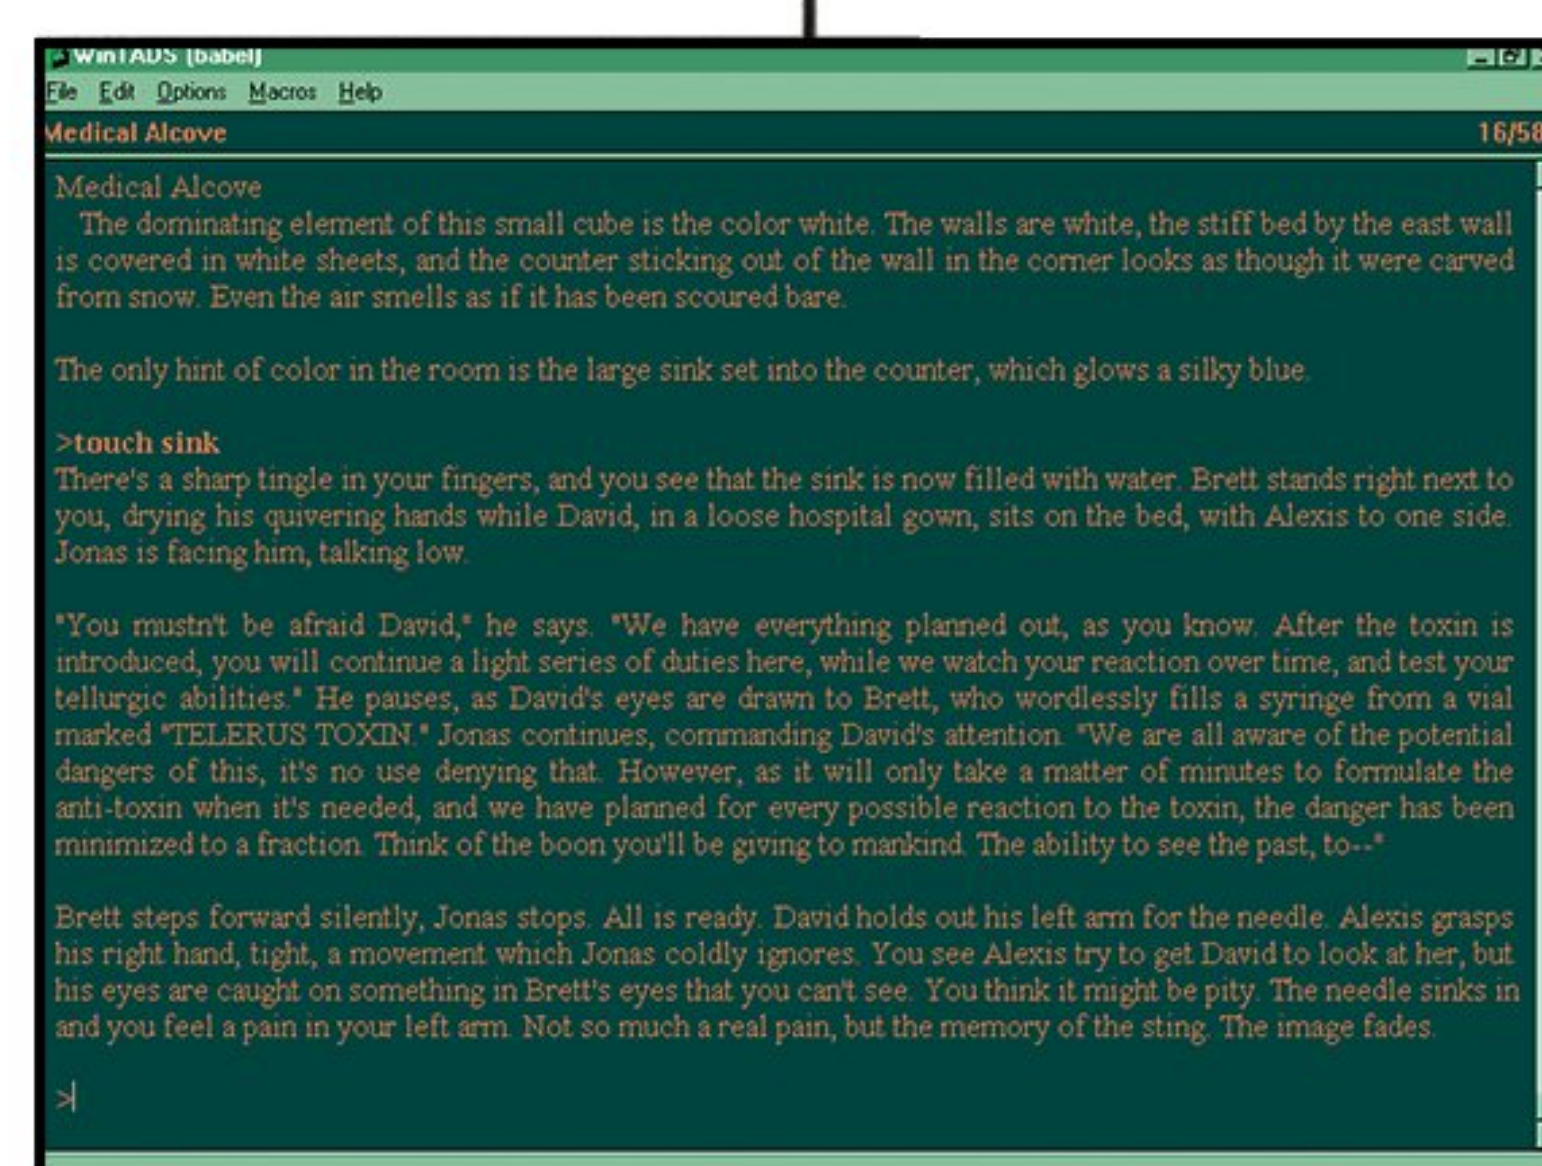 WinTADS [babel]
File Edit Options Macros Help
Medical Alcove 16/58
Medical Alcove
The dominating element of this small cube is the color white. The walls are white, the stiff bed by the east wall
is covered in white sheets, and the counter sticking out of the wall in the corner looks as though it were carved
from snow. Even the air smells as if it has been scoured bare.
The only hint of color in the room is the large sink set into the counter, which glows a silky blue.
>touch sink
There's a sharp tingle in your fingers, and you see that the sink is now filled with water. Brett stands right next to
you, drying his quivering hands while David, in a loose hospital gown, sits on the bed, with Alexis to one side.
Jonas is facing him, talking low.
"You mustn't be afraid David," he says. "We have everything planned out, as you know. After the toxin is
introduced, you will continue a light series of duties here, while we watch your reaction over time, and test your
tellurgic abilities." He pauses, as David's eyes are drawn to Brett, who wordlessly fills a syringe from a vial
marked "TELERUS TOXIN." Jonas continues, commanding David's attention. "We are all aware of the potential
dangers of this, it's no use denying that. However, as it will only take a matter of minutes to formulate the
anti-toxin when it's needed, and we have planned for every possible reaction to the toxin, the danger has been
minimized to a fraction. Think of the boon you'll be giving to mankind. The ability to see the past, to--"
Brett steps forward silently, Jonas stops. All is ready. David holds out his left arm for the needle. Alexis grasps
his right hand, tight, a movement which Jonas coldly ignores. You see Alexis try to get David to look at her, but
his eyes are caught on something in Brett's eyes that you can't see. You think it might be pity. The needle sinks in
and you feel a pain in your left arm. Not so much a real pain, but the memory of the sting. The image fades.
>